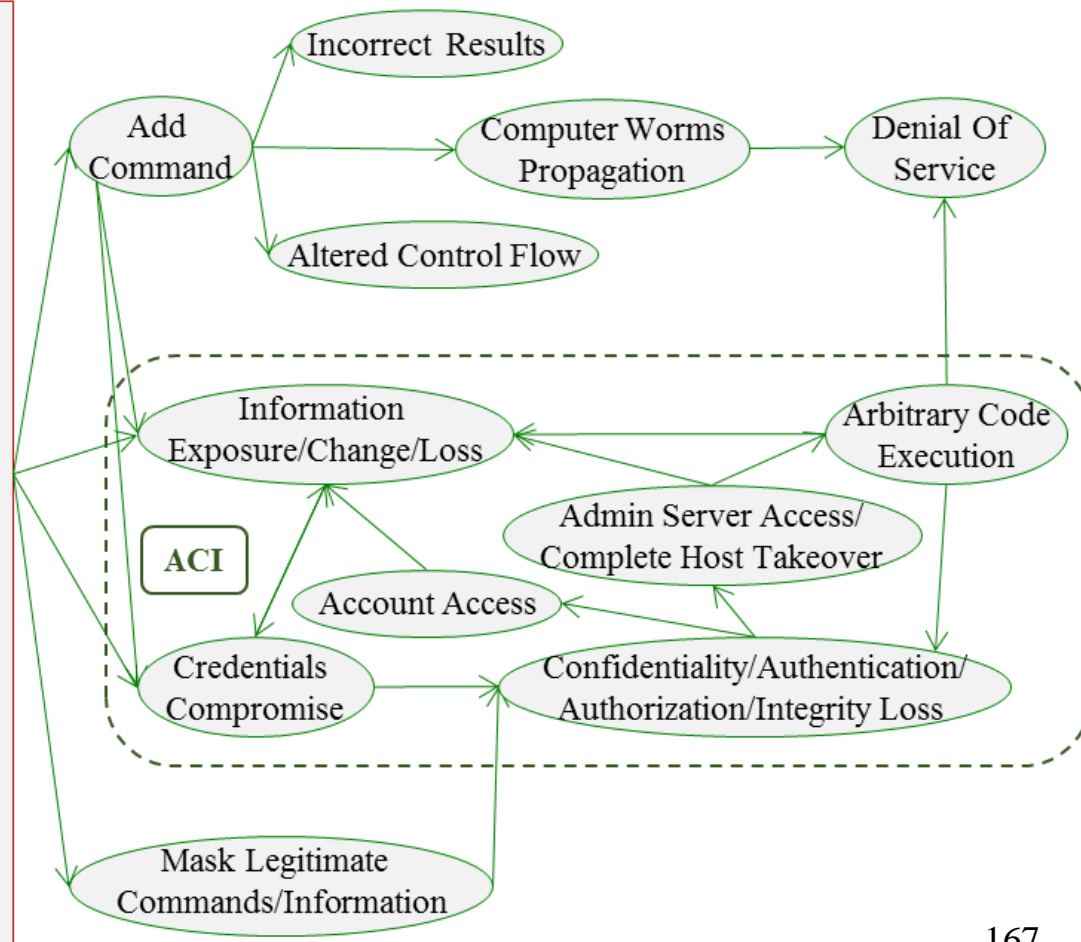 Incorrect Results
Add
Command
Computer Worms
Propagation
Denial Of
Service
Altered Control Flow
Information
Exposure/Change/Loss
Arbitrary Code
Execution
Admin Server Access/
Complete Host Takeover
ACI
Account Access
Credentials
Compromise
Confidentiality/Authentication/
Authorization/Integrity Loss
Mask Legitimate
Commands/Information
167